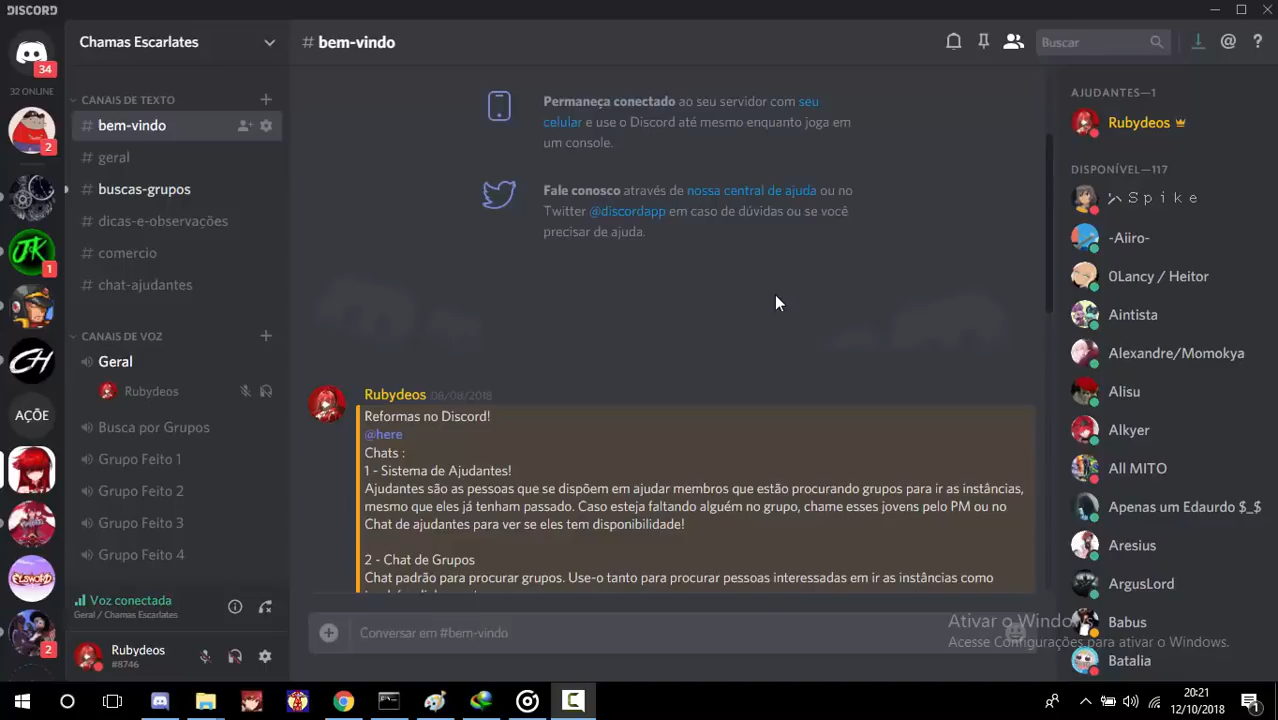 DISCORD
34
32 ONLINE
2
1
CH
AÇÕE
ELSWORD
2
Chamas Escarlates
CANAIS DE TEXTO
# bem-vindo
# geral
# buscas-grupos
# dicas-e-observações
# comercio
# chat-ajudantes
CANAIS DE VOZ
Geral
Rubydeos
Busca por Grupos
Grupo Feito 1
Grupo Feito 2
Grupo Feito 3
Grupo Feito 4
Voz conectada
Geral / Chamas Escarlates
Rubydeos
#8746
# bem-vindo
Buscar
Permaneça conectado ao seu servidor com seu
celular e use o Discord até mesmo enquanto joga em
um console.
Fale conosco através de nossa central de ajuda ou no
Twitter @discordapp em caso de dúvidas ou se você
precisar de ajuda.
Rubydeos 08/08/2018
Reformas no Discord!
@here
Chats :
1 - Sistema de Ajudantes!
Ajudantes são as pessoas que se dispõem em ajudar membros que estão procurando grupos para ir as instâncias,
mesmo que eles já tenham passado. Caso esteja faltando alguém no grupo, chame esses jovens pelo PM ou no
Chat de ajudantes para ver se eles tem disponibilidade!
2 - Chat de Grupos
Chat padrão para procurar grupos. Use-o tanto para procurar pessoas interessadas em ir as instâncias como
Conversar em #bem-vindo
AJUDANTES—1
Rubydeos
DISPONÍVEL—117
Spike
-Aiiro-
0Lancy / Heitor
Aintista
Alexandre/Momokya
Alisu
Alkyer
All MITO
Apenas um Edaurdo $_$
Aresius
ArgusLord
Babus
Batalia
Ativar o Windows
Acesse Configurações para ativar o Windows.
20:21
12/10/2018
1